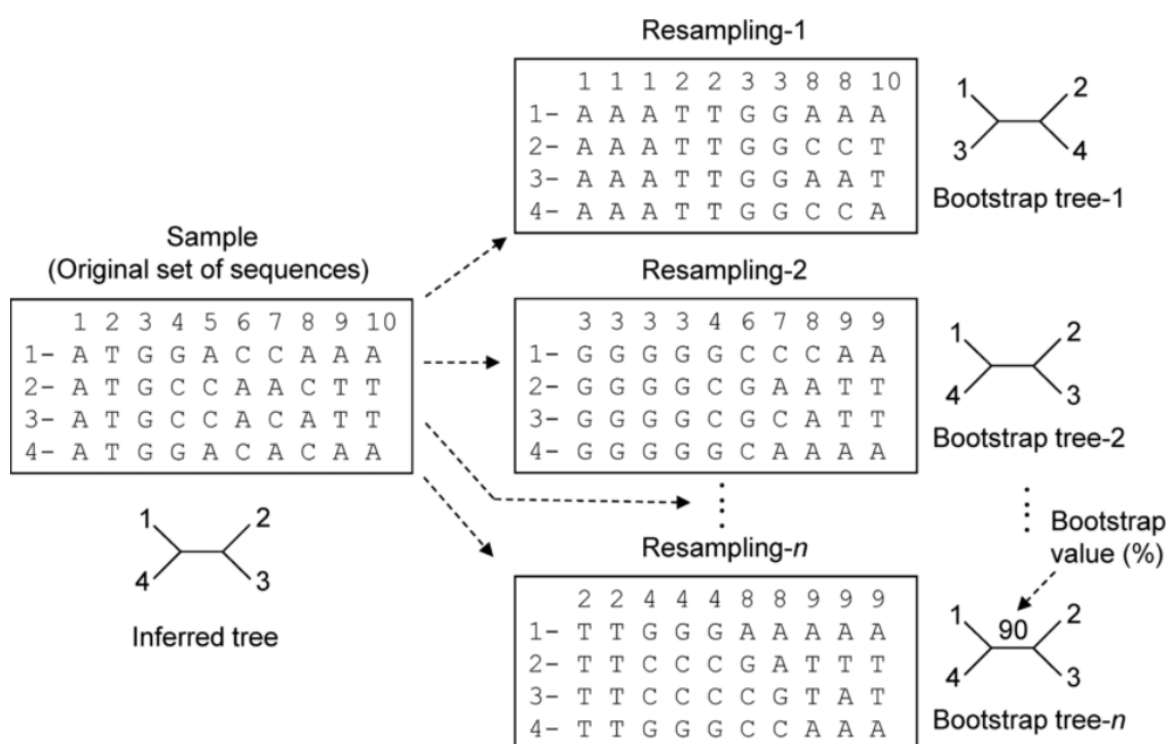 Resampling-1
1 1 1 2 2 3 3 8 8 10
1- A A A T T G G A A A
2- A A A T T G G C C T
3- A A A T T G G A A T
4- A A A T T G G C C A
1 2
3 4
Bootstrap tree-1
Sample
(Original set of sequences)
1 2 3 4 5 6 7 8 9 10
1- A T G G A C C A A A
2- A T G C C A A C T T
3- A T G C C A C A T T
4- A T G G A C A C A A
1 2
4 3
Inferred tree
Resampling-2
3 3 3 3 4 6 7 8 9 9
1- G G G G G C C C A A
2- G G G G C G A A T T
3- G G G G C G C A T T
4- G G G G G C A A A A
1 2
4 3
Bootstrap tree-2
Bootstrap
value (%)
Resampling-n
2 2 4 4 4 8 8 9 9 9
1- T T G G G A A A A A
2- T T C C C G A T T T
3- T T C C C C G T A T
4- T T G G G C C A A A
1 90 2
4 3
Bootstrap tree-n